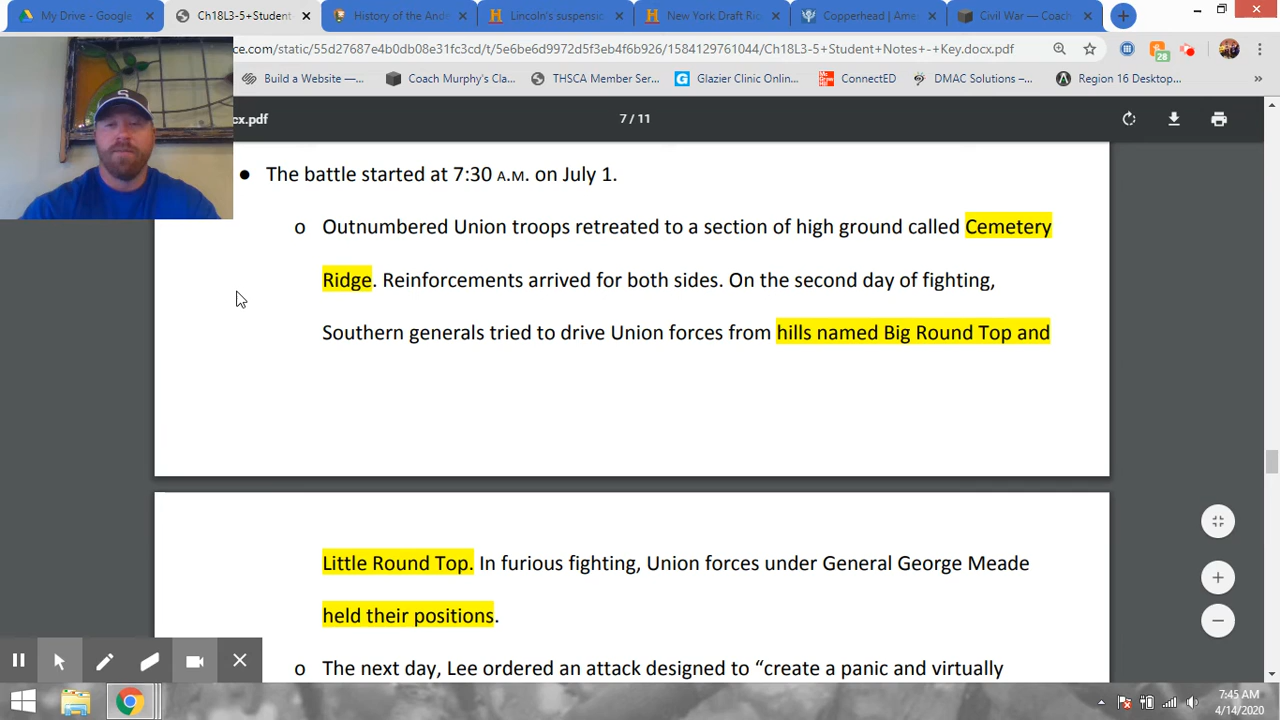 My Drive - Google
Ch18L3-5+Student
History of the And
Lincoln's suspensi
New York Draft Ri
Copperhead | Ame
Civil War — Coach
ce.com/static/55d27687e4b0db08e31fc3cd/t/5e6be6d9972d5f3eb4f6b926/1584129761044/Ch18L3-5+Student+Notes+-+Key.docx.pdf
28
Build a Website —...
Coach Murphy's Cla...
THSCA Member Ser...
Glazier Clinic Onlin...
ConnectED
DMAC Solutions –...
Region 16 Desktop...
»
cx.pdf
7 / 11
● The battle started at 7:30 A.M. on July 1.
o Outnumbered Union troops retreated to a section of high ground called Cemetery
Ridge. Reinforcements arrived for both sides. On the second day of fighting,
Southern generals tried to drive Union forces from hills named Big Round Top and
Little Round Top. In furious fighting, Union forces under General George Meade
held their positions.
o The next day, Lee ordered an attack designed to “create a panic and virtually
7:45 AM
4/14/2020